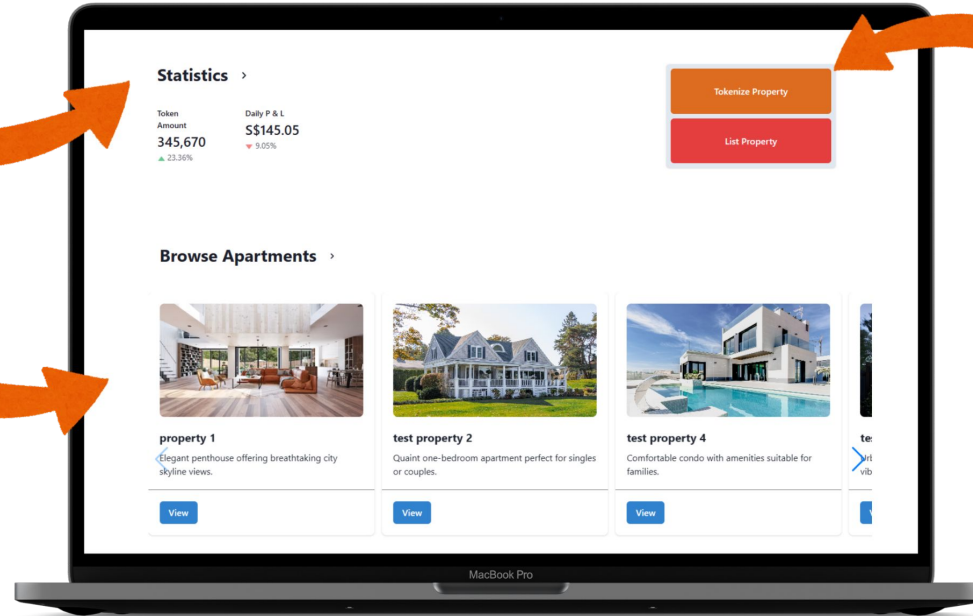 Statistics >
Tokenize Property
Token
Amount
345,670
▲ 23.36%
Daily P & L
S$145.05
▼ 9.05%
List Property
Browse Apartments >
property 1
Elegant penthouse offering breathtaking city
skyline views.
View
test property 2
Quaint one-bedroom apartment perfect for singles
or couples.
View
test property 4
Comfortable condo with amenities suitable for
families.
View
MacBook Pro